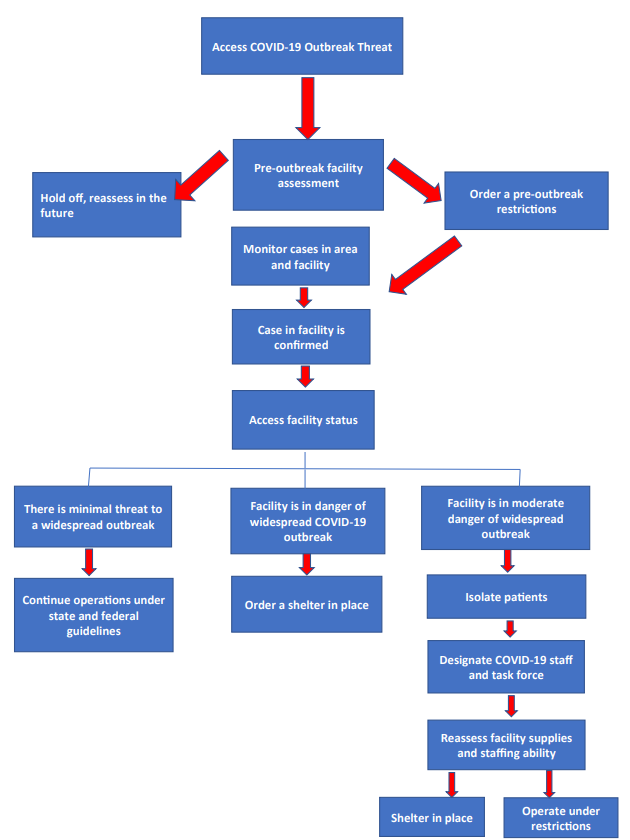 Access COVID-19 Outbreak Threat
Pre-outbreak facility
assessment
Hold off, reassess in the
future
Order a pre-outbreak
restrictions
Monitor cases in area
and facility
Case in facility is
confirmed
Access facility status
There is minimal threat to
a widespread outbreak
Facility is in danger of
widespread COVID-19
outbreak
Facility is in moderate
danger of widespread
outbreak
Continue operations under
state and federal
guidelines
Order a shelter in place
Isolate patients
Designate COVID-19 staff
and task force
Reassess facility supplies
and staffing ability
Shelter in place
Operate under
restrictions